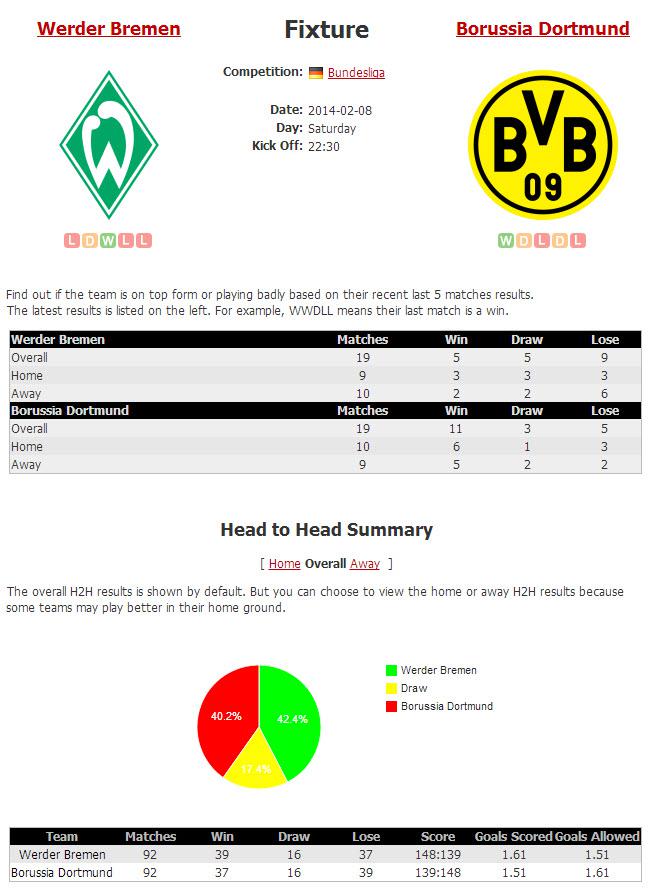 Werder Bremen
Fixture
Borussia Dortmund
Competition: Bundesliga
Date: 2014-02-08
Day: Saturday
Kick Off: 22:30
W
BVB
09
L D W L L
W D L D L
Find out if the team is on top form or playing badly based on their recent last 5 matches results.
The latest results is listed on the left. For example, WWDLL means their last match is a win.
Werder Bremen Matches Win Draw Lose
Overall 19 5 5 9
Home 9 3 3 3
Away 10 2 2 6
Borussia Dortmund Matches Win Draw Lose
Overall 19 11 3 5
Home 10 6 1 3
Away 9 5 2 2
Head to Head Summary
[ Home Overall Away ]
The overall H2H results is shown by default. But you can choose to view the home or away H2H results because
some teams may play better in their home ground.
Werder Bremen
Draw
Borussia Dortmund
40.2%
42.4%
17.4%
Team Matches Win Draw Lose Score Goals Scored Goals Allowed
Werder Bremen 92 39 16 37 148:139 1.61 1.51
Borussia Dortmund 92 37 16 39 139:148 1.51 1.61